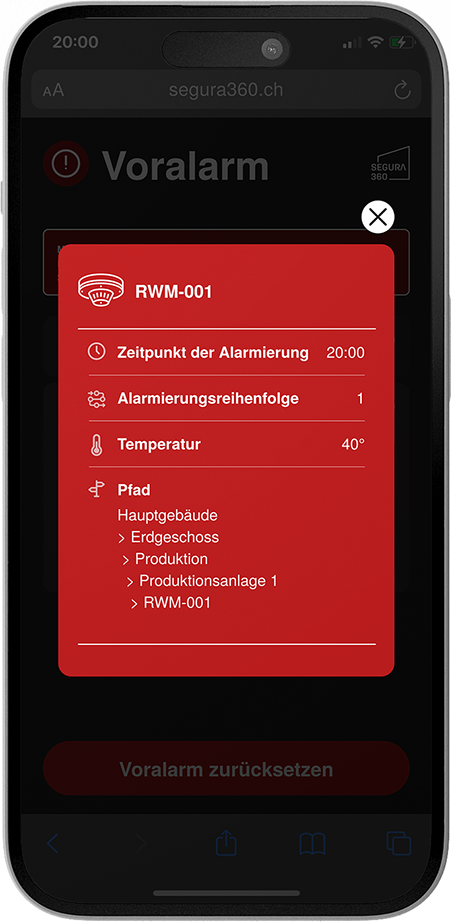 20:00
AA
segura360.ch
Voralarm
SEGURA
360
RWM-001
Zeitpunkt der Alarmierung 20:00
Alarmierungsreihenfolge 1
Temperatur 40°
Pfad
Hauptgebäude
> Erdgeschoss
> Produktion
> Produktionsanlage 1
> RWM-001
Voralarm zurücksetzen